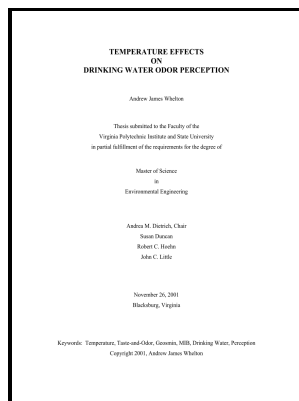 TEMPERATURE EFFECTS
ON
DRINKING WATER ODOR PERCEPTION
Andrew James Whelton
Thesis submitted to the Faculty of the
Virginia Polytechnic Institute and State University
in partial fulfillment of the requirements for the degree of
Master of Science
in
Environmental Engineering
Andrea M. Dietrich, Chair
Susan Duncan
Robert C. Hoehn
John C. Little
November 26, 2001
Blacksburg, Virginia
Keywords: Temperature, Taste-and-Odor, Geosmin, MIB, Drinking Water, Perception
Copyright 2001, Andrew James Whelton